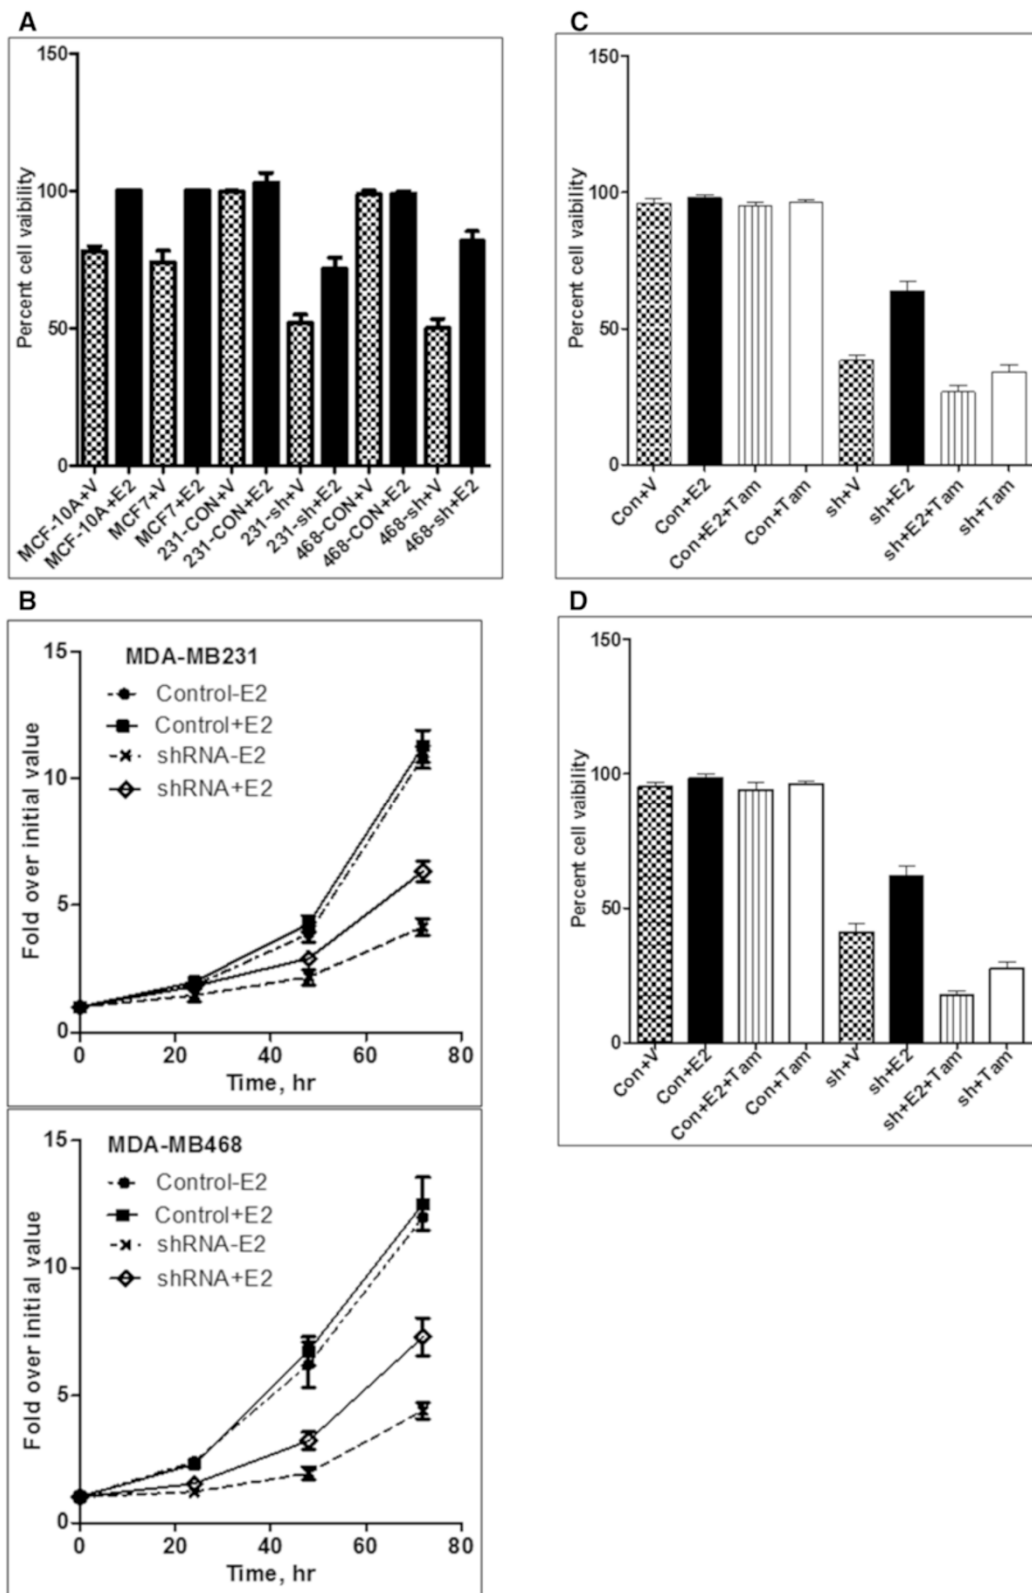 A
150
100
50
0
Percent cell vaibility
MCF-10A+V
MCF-10A+E2
MCF7+V
MCF7+E2
231-CON+V
231-CON+E2
231-sh+V
231-sh+E2
468-CON+V
468-CON+E2
468-sh+V
468-sh+E2
B
MDA-MB231
Control-E2
Control+E2
shRNA-E2
shRNA+E2
15
10
5
0
Fold over initial value
0 20 40 60 80
Time, hr
MDA-MB468
Control-E2
Control+E2
shRNA-E2
shRNA+E2
15
10
5
0
Fold over initial value
0 20 40 60 80
Time, hr
C
150
100
50
0
Percent cell vaibility
Con+V
Con+E2
Con+E2+Tam
Con+Tam
sh+V
sh+E2
sh+E2+Tam
sh+Tam
D
150
100
50
0
Percent cell vaibility
Con+V
Con+E2
Con+E2+Tam
Con+Tam
sh+V
sh+E2
sh+E2+Tam
sh+Tam